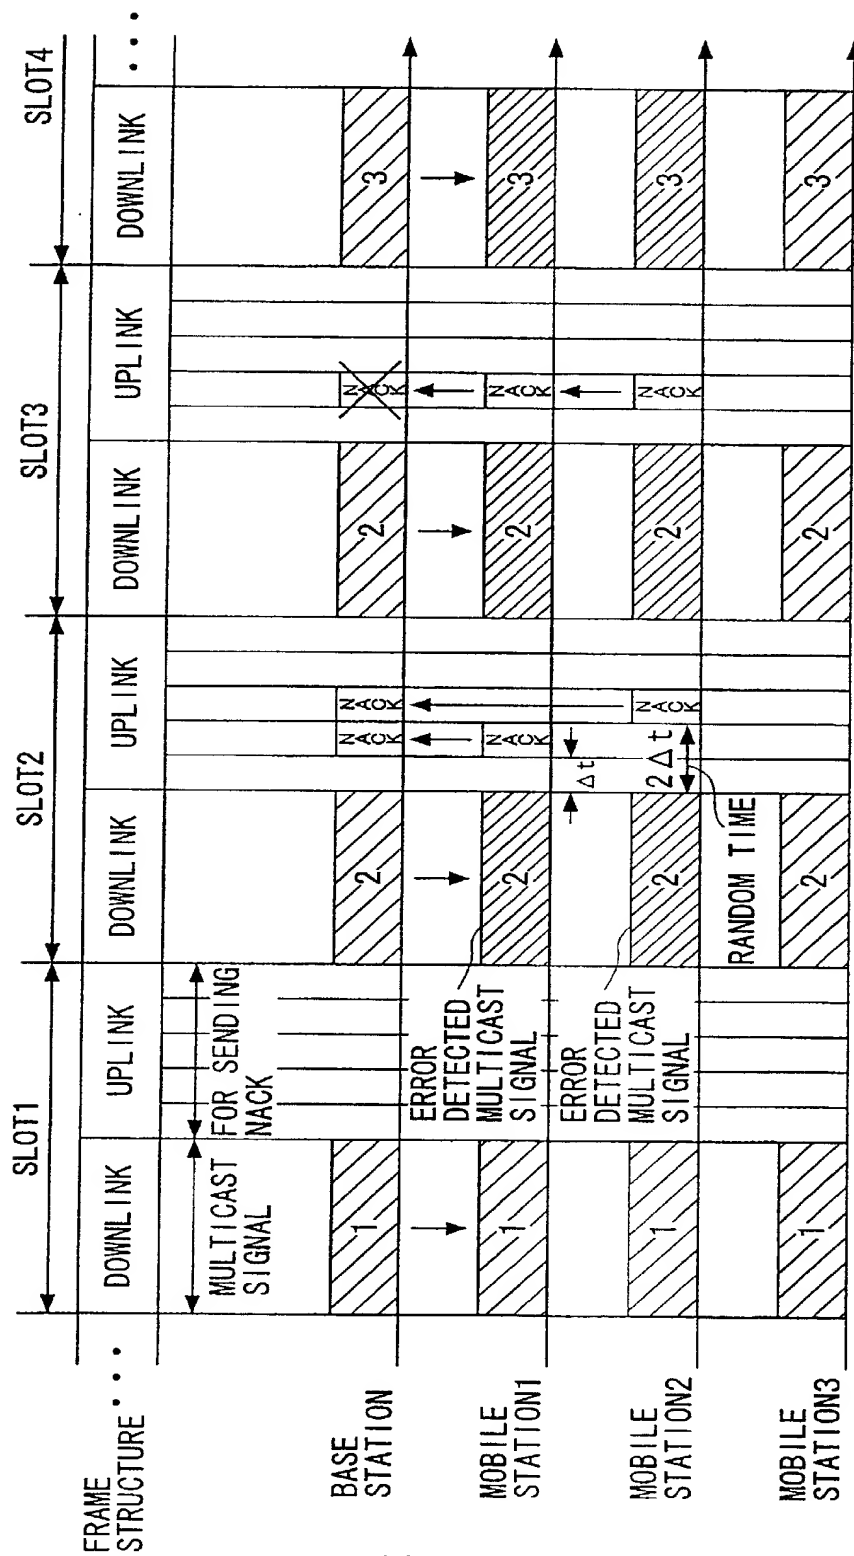 SLOT1
SLOT2
SLOT3
SLOT4
FRAME
STRUCTURE
...
DOWNLINK
UPLINK
DOWNLINK
UPLINK
DOWNLINK
UPLINK
DOWNLINK
...
MULTICAST
SIGNAL
FOR SENDING
NACK
BASE
STATION
1
2
NACK
NACK
2
NACK
3
MOBILE
STATION1
1
ERROR
DETECTED
MULTICAST
SIGNAL
2
NACK
2
NACK
3
Δt
MOBILE
STATION2
1
ERROR
DETECTED
MULTICAST
SIGNAL
2
2Δt
NACK
2
NACK
3
RANDOM TIME
MOBILE
STATION3
1
2
2
3